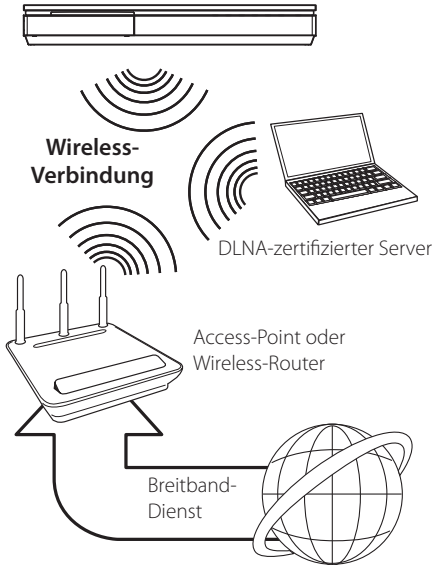 Wireless-
Verbindung
DLNA-zertifizierter Server
Access-Point oder
Wireless-Router
Breitband-
Dienst